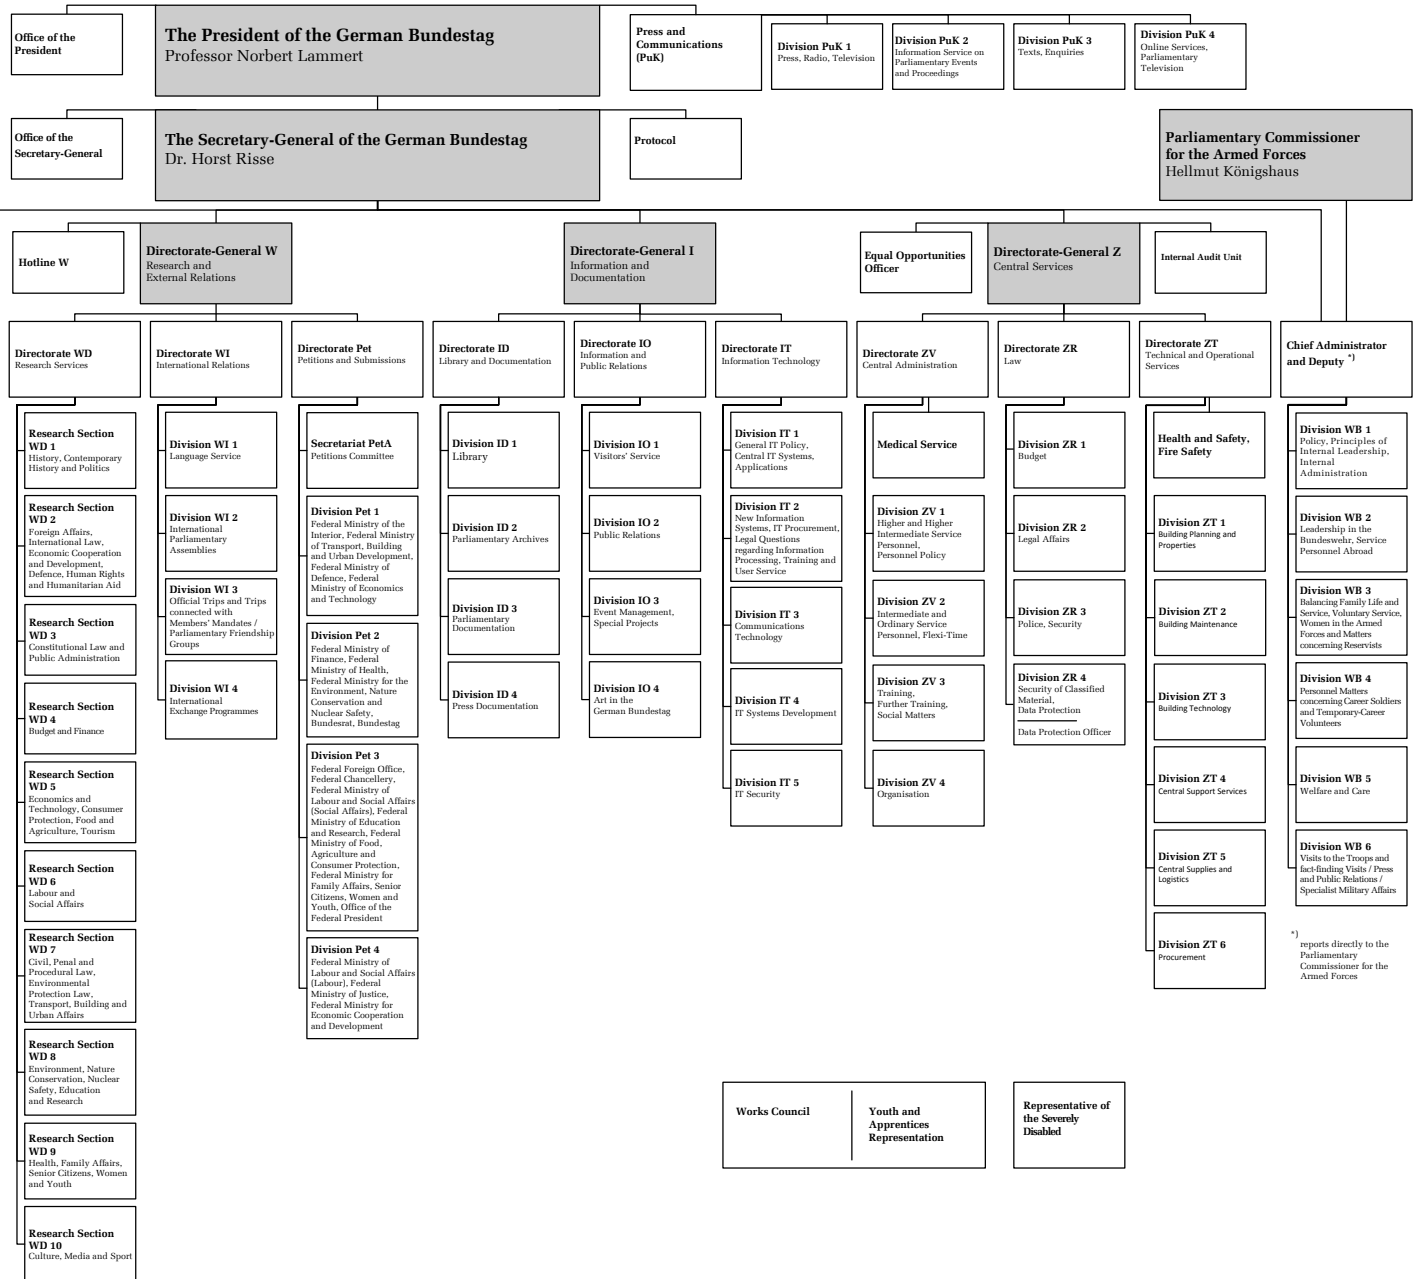 Office of the
President
The President of the German Bundestag
Professor Norbert Lammert
Press and
Communications
(PuK)
Division PuK 1
Press, Radio, Television
Division PuK 2
Information Service on
Parliamentary Events
and Proceedings
Division PuK 3
Texts, Enquiries
Division PuK 4
Online Services,
Parliamentary
Television
Office of the
Secretary-General
The Secretary-General of the German Bundestag
Dr. Horst Risse
Protocol
Parliamentary Commissioner
for the Armed Forces
Hellmut Königshaus
Hotline W
Directorate-General W
Research and
External Relations
Directorate-General I
Information and
Documentation
Equal Opportunities
Officer
Directorate-General Z
Central Services
Internal Audit Unit
Directorate WD
Research Services
Directorate WI
International Relations
Directorate Pet
Petitions and Submissions
Directorate ID
Library and Documentation
Directorate IO
Information and
Public Relations
Directorate IT
Information Technology
Directorate ZV
Central Administration
Directorate ZR
Law
Directorate ZT
Technical and Operational
Services
Chief Administrator
and Deputy *)
Research Section
WD 1
History, Contemporary
History and Politics
Research Section
WD 2
Foreign Affairs,
International Law,
Economic Cooperation
and Development,
Defence, Human Rights
and Humanitarian Aid
Research Section
WD 3
Constitutional Law and
Public Administration
Research Section
WD 4
Budget and Finance
Research Section
WD 5
Economics and
Technology, Consumer
Protection, Food and
Agriculture, Tourism
Research Section
WD 6
Labour and
Social Affairs
Research Section
WD 7
Civil, Penal and
Procedural Law,
Environmental
Protection Law,
Transport, Building and
Urban Affairs
Research Section
WD 8
Environment, Nature
Conservation, Nuclear
Safety, Education
and Research
Research Section
WD 9
Health, Family Affairs,
Senior Citizens, Women
and Youth
Research Section
WD 10
Culture, Media and Sport
Division WI 1
Language Service
Division WI 2
International
Parliamentary
Assemblies
Division WI 3
Official Trips and Trips
connected with
Members' Mandates /
Parliamentary Friendship
Groups
Division WI 4
International
Exchange Programmes
Secretariat PetA
Petitions Committee
Division Pet 1
Federal Ministry of the
Interior, Federal Ministry
of Transport, Building
and Urban Development,
Federal Ministry of
Defence, Federal
Ministry of Economics
and Technology
Division Pet 2
Federal Ministry of
Finance, Federal
Ministry of Health,
Federal Ministry for the
Environment, Nature
Conservation and
Nuclear Safety,
Bundesrat, Bundestag
Division Pet 3
Federal Foreign Office,
Federal Chancellery,
Federal Ministry of
Labour and Social Affairs
(Social Affairs), Federal
Ministry of Education
and Research, Federal
Ministry of Food,
Agriculture and
Consumer Protection,
Federal Ministry for
Family Affairs, Senior
Citizens, Women and
Youth, Office of the
Federal President
Division Pet 4
Federal Ministry of
Labour and Social Affairs
(Labour), Federal
Ministry of Justice,
Federal Ministry for
Economic Cooperation
and Development
Division ID 1
Library
Division ID 2
Parliamentary Archives
Division ID 3
Parliamentary
Documentation
Division ID 4
Press Documentation
Division IO 1
Visitors' Service
Division IO 2
Public Relations
Division IO 3
Event Management,
Special Projects
Division IO 4
Art in the
German Bundestag
Division IT 1
General IT Policy,
Central IT Systems,
Applications
Division IT 2
New Information
Systems, IT Procurement,
Legal Questions
regarding Information
Processing, Training and
User Service
Division IT 3
Communications
Technology
Division IT 4
IT Systems Development
Division IT 5
IT Security
Medical Service
Division ZV 1
Higher and Higher
Intermediate Service
Personnel,
Personnel Policy
Division ZV 2
Intermediate and
Ordinary Service
Personnel, Flexi-Time
Division ZV 3
Training,
Further Training,
Social Matters
Division ZV 4
Organisation
Division ZR 1
Budget
Division ZR 2
Legal Affairs
Division ZR 3
Police, Security
Division ZR 4
Security of Classified
Material,
Data Protection
Data Protection Officer
Health and Safety,
Fire Safety
Division ZT 1
Building Planning and
Properties
Division ZT 2
Building Maintenance
Division ZT 3
Building Technology
Division ZT 4
Central Support Services
Division ZT 5
Central Supplies and
Logistics
Division ZT 6
Procurement
Division WB 1
Policy, Principles of
Internal Leadership,
Internal
Administration
Division WB 2
Leadership in the
Bundeswehr, Service
Personnel Abroad
Division WB 3
Balancing Family Life and
Service, Voluntary Service,
Women in the Armed
Forces and Matters
concerning Reservists
Division WB 4
Personnel Matters
concerning Career Soldiers
and Temporary-Career
Volunteers
Division WB 5
Welfare and Care
Division WB 6
Visits to the Troops and
fact-finding Visits / Press
and Public Relations /
Specialist Military Affairs
*)
reports directly to the
Parliamentary
Commissioner for the
Armed Forces
Works Council
Youth and
Apprentices
Representation
Representative of
the Severely
Disabled